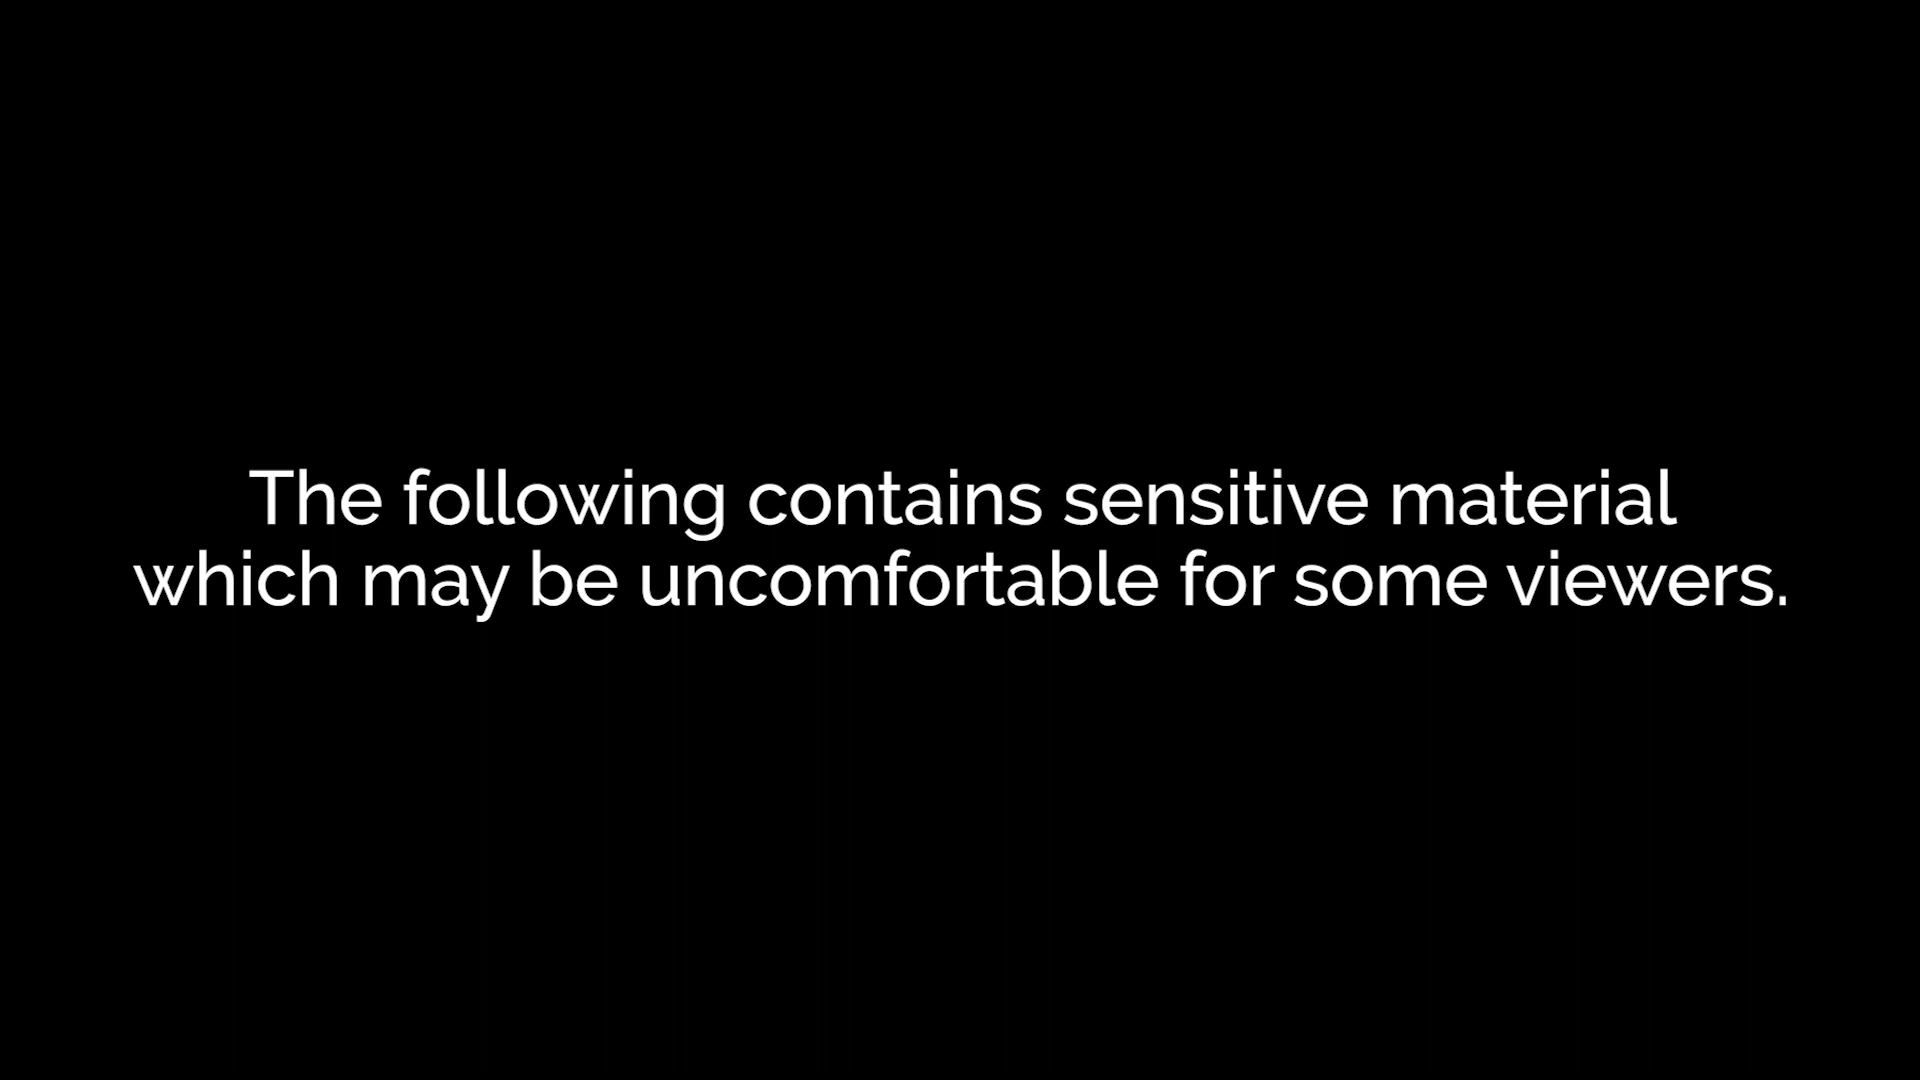 The following contains sensitive material
which may be uncomfortable for some viewers.